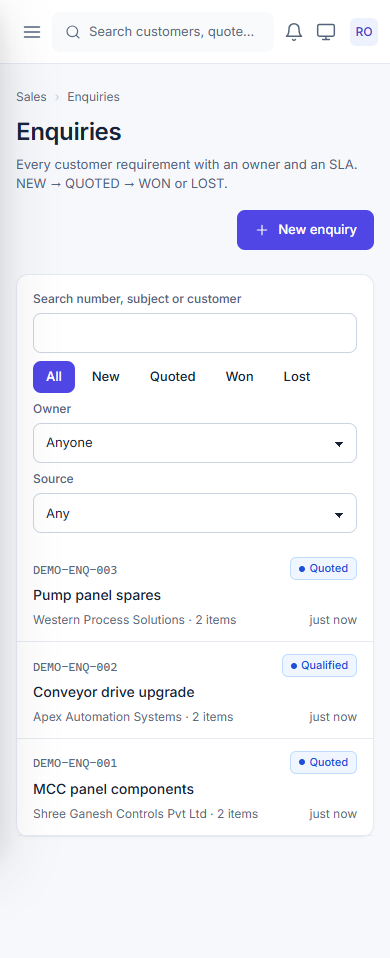 Search customers, quote...
RO
Sales › Enquiries
Enquiries
Every customer requirement with an owner and an SLA.
NEW → QUOTED → WON or LOST.
+ New enquiry
Search number, subject or customer
All New Quoted Won Lost
Owner
Anyone
Source
Any
DEMO-ENQ-003 Quoted
Pump panel spares
Western Process Solutions · 2 items just now
DEMO-ENQ-002 Qualified
Conveyor drive upgrade
Apex Automation Systems · 2 items just now
DEMO-ENQ-001 Quoted
MCC panel components
Shree Ganesh Controls Pvt Ltd · 2 items just now